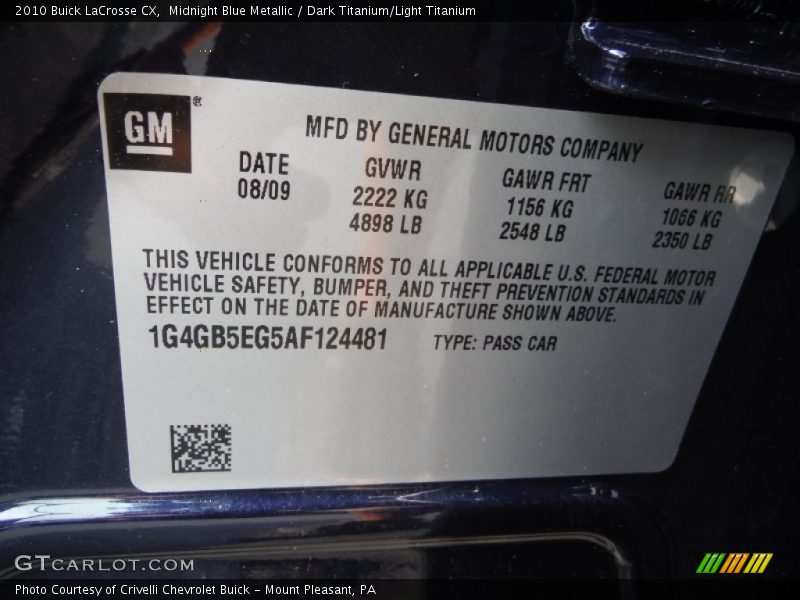 2010 Buick LaCrosse CX,  Midnight Blue Metallic / Dark Titanium/Light Titanium
GM®
MFD BY GENERAL MOTORS COMPANY
DATE GVWR GAWR FRT GAWR RR
08/09 2222 KG 1156 KG 1066 KG
4898 LB 2548 LB 2350 LB
THIS VEHICLE CONFORMS TO ALL APPLICABLE U.S. FEDERAL MOTOR
VEHICLE SAFETY, BUMPER, AND THEFT PREVENTION STANDARDS IN
EFFECT ON THE DATE OF MANUFACTURE SHOWN ABOVE.
1G4GB5EG5AF124481 TYPE: PASS CAR
GTCARLOT.COM
Photo Courtesy of Crivelli Chevrolet Buick – Mount Pleasant, PA